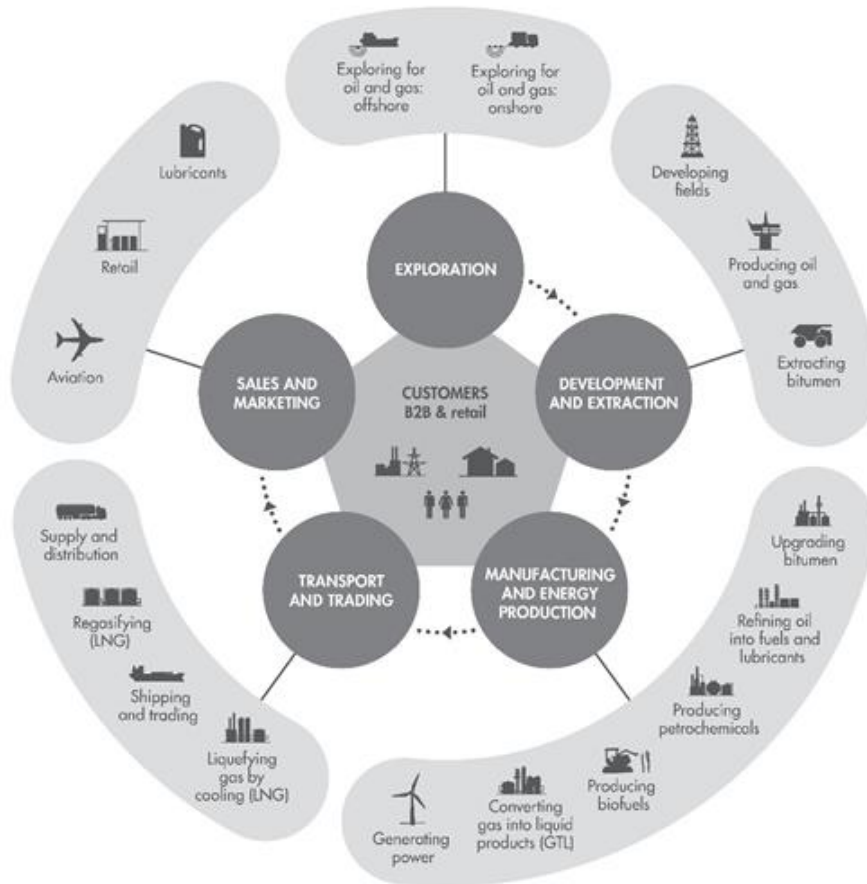 Exploring for
oil and gas:
offshore
Exploring for
oil and gas:
onshore
Lubricants
Retail
Aviation
Developing
fields
Producing oil
and gas
Extracting
bitumen
EXPLORATION
SALES AND
MARKETING
CUSTOMERS
B2B & retail
DEVELOPMENT
AND EXTRACTION
TRANSPORT
AND TRADING
MANUFACTURING
AND ENERGY
PRODUCTION
Supply and
distribution
Regasifying
(LNG)
Shipping
and trading
Liquefying
gas by
cooling (LNG)
Upgrading
bitumen
Refining oil
into fuels and
lubricants
Producing
petrochemicals
Producing
biofuels
Converting
gas into liquid
products (GTL)
Generating
power